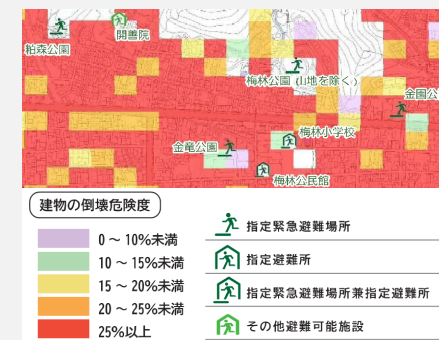 開善院
粕森公園
梅林公園 (山地を除く)
金園公
梅林小学校
金竜公園
梅林公民館
建物の倒壊危険度
0 ～ 10%未満
10 ～ 15%未満
15 ～ 20%未満
20 ～ 25%未満
25%以上
指定緊急避難場所
指定避難所
指定緊急避難場所兼指定避難所
その他避難可能施設